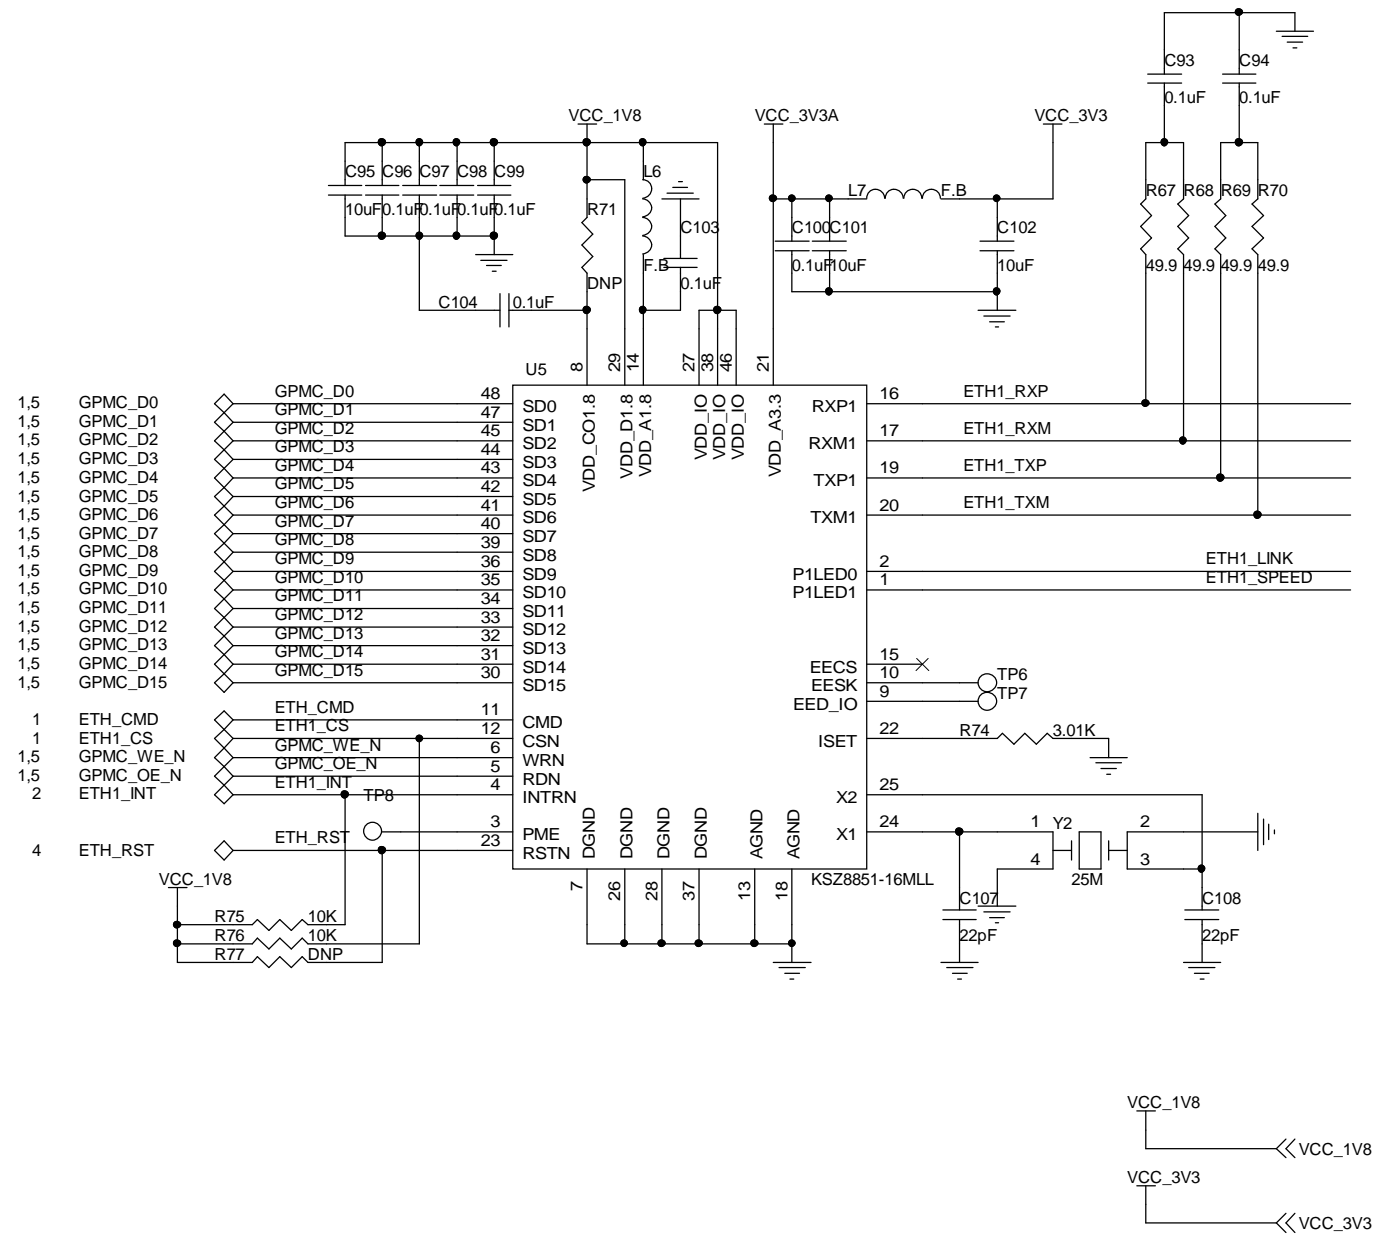 C93
C94
0.1uF
0.1uF
VCC_1V8
VCC_3V3A
VCC_3V3
C95
C96
C97
C98
C99
10uF
0.1uF
0.1uF
0.1uF
0.1uF
R71
DNP
L6
F.B
C103
0.1uF
C104
0.1uF
L7
F.B
C100
C101
0.1uF
10uF
C102
10uF
R67
R68
R69
R70
49.9
49.9
49.9
49.9
U5
8
29
14
27
38
46
21
VDD_CO1.8
VDD_D1.8
VDD_A1.8
VDD_IO
VDD_IO
VDD_IO
VDD_A3.3
1,5 GPMC_D0 GPMC_D0 48 SD0
1,5 GPMC_D1 GPMC_D1 47 SD1
1,5 GPMC_D2 GPMC_D2 45 SD2
1,5 GPMC_D3 GPMC_D3 44 SD3
1,5 GPMC_D4 GPMC_D4 43 SD4
1,5 GPMC_D5 GPMC_D5 42 SD5
1,5 GPMC_D6 GPMC_D6 41 SD6
1,5 GPMC_D7 GPMC_D7 40 SD7
1,5 GPMC_D8 GPMC_D8 39 SD8
1,5 GPMC_D9 GPMC_D9 36 SD9
1,5 GPMC_D10 GPMC_D10 35 SD10
1,5 GPMC_D11 GPMC_D11 34 SD11
1,5 GPMC_D12 GPMC_D12 33 SD12
1,5 GPMC_D13 GPMC_D13 32 SD13
1,5 GPMC_D14 GPMC_D14 31 SD14
1,5 GPMC_D15 GPMC_D15 30 SD15
1 ETH_CMD ETH_CMD 11 CMD
1 ETH1_CS ETH1_CS 12 CSN
1,5 GPMC_WE_N GPMC_WE_N 6 WRN
1,5 GPMC_OE_N GPMC_OE_N 5 RDN
2 ETH1_INT ETH1_INT 4 INTRN
TP8 3 PME
4 ETH_RST ETH_RST 23 RSTN
RXP1 16 ETH1_RXP
RXM1 17 ETH1_RXM
TXP1 19 ETH1_TXP
TXM1 20 ETH1_TXM
P1LED0 2 ETH1_LINK
P1LED1 1 ETH1_SPEED
EECS 15
EESK 10 TP6
EED_IO 9 TP7
ISET 22 R74 3.01K
X2 25
X1 24
1 Y2 2
4 3
25M
C107
22pF
C108
22pF
DGND
DGND
DGND
DGND
AGND
AGND
KSZ8851-16MLL
7
26
28
37
13
18
VCC_1V8
R75 10K
R76 10K
R77 DNP
VCC_1V8
VCC_1V8
VCC_3V3
VCC_3V3